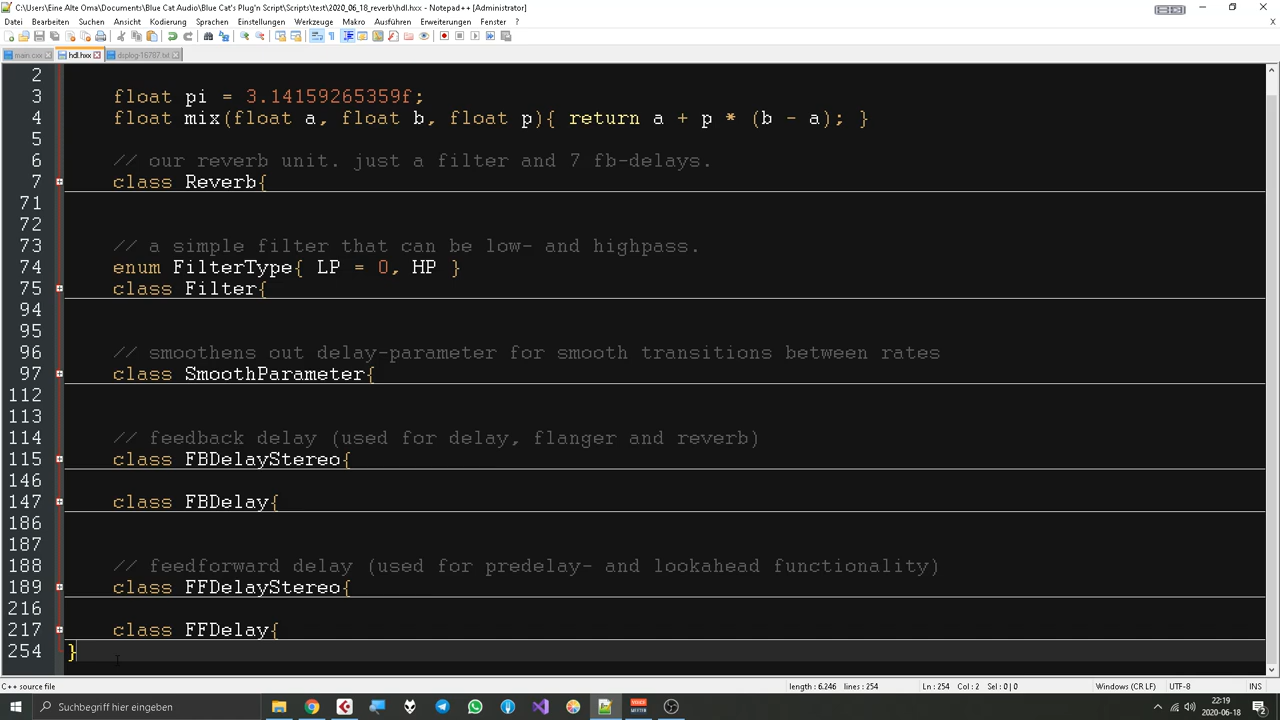 C:\Users\Eine Alte Oma\Documents\Blue Cat Audio\Blue Cat's Plug'n Script\Scripts\test\2020_06_18_reverb\hdl.hxx - Notepad++ [Administrator]
Datei Bearbeiten Suchen Ansicht Kodierung Sprachen Einstellungen Werkzeuge Makro Ausführen Erweiterungen Fenster ?
main.cxx hdl.hxx dsplog-16787.txt
2
3 float pi = 3.14159265359f;
4 float mix(float a, float b, float p){ return a + p * (b - a); }
5
6 // our reverb unit. just a filter and 7 fb-delays.
7 class Reverb{
71
72
73 // a simple filter that can be low- and highpass.
74 enum FilterType{ LP = 0, HP }
75 class Filter{
94
95
96 // smoothens out delay-parameter for smooth transitions between rates
97 class SmoothParameter{
112
113
114 // feedback delay (used for delay, flanger and reverb)
115 class FBDelayStereo{
146
147 class FBDelay{
186
187
188 // feedforward delay (used for predelay- and lookahead functionality)
189 class FFDelayStereo{
216
217 class FFDelay{
254 }
C++ source file length : 6.246 lines : 254 Ln : 254 Col : 2 Sel : 0 | 0 Windows (CR LF) UTF-8 INS
Suchbegriff hier eingeben 22:19
2020-06-18